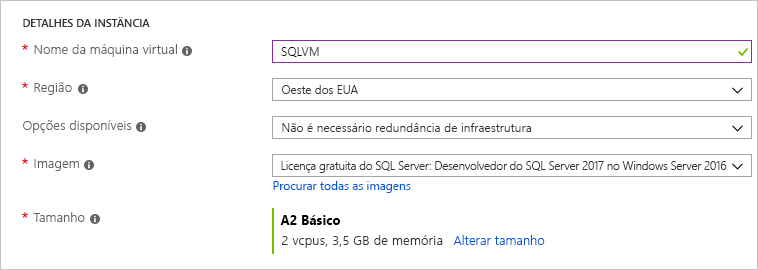 DETALHES DA INSTÂNCIA
* Nome da máquina virtual SQLVM
* Região Oeste dos EUA
Opções disponíveis Não é necessário redundância de infraestrutura
* Imagem Licença gratuita do SQL Server: Desenvolvedor do SQL Server 2017 no Windows Server 2016
Procurar todas as imagens
* Tamanho A2 Básico
2 vcpus, 3,5 GB de memória Alterar tamanho